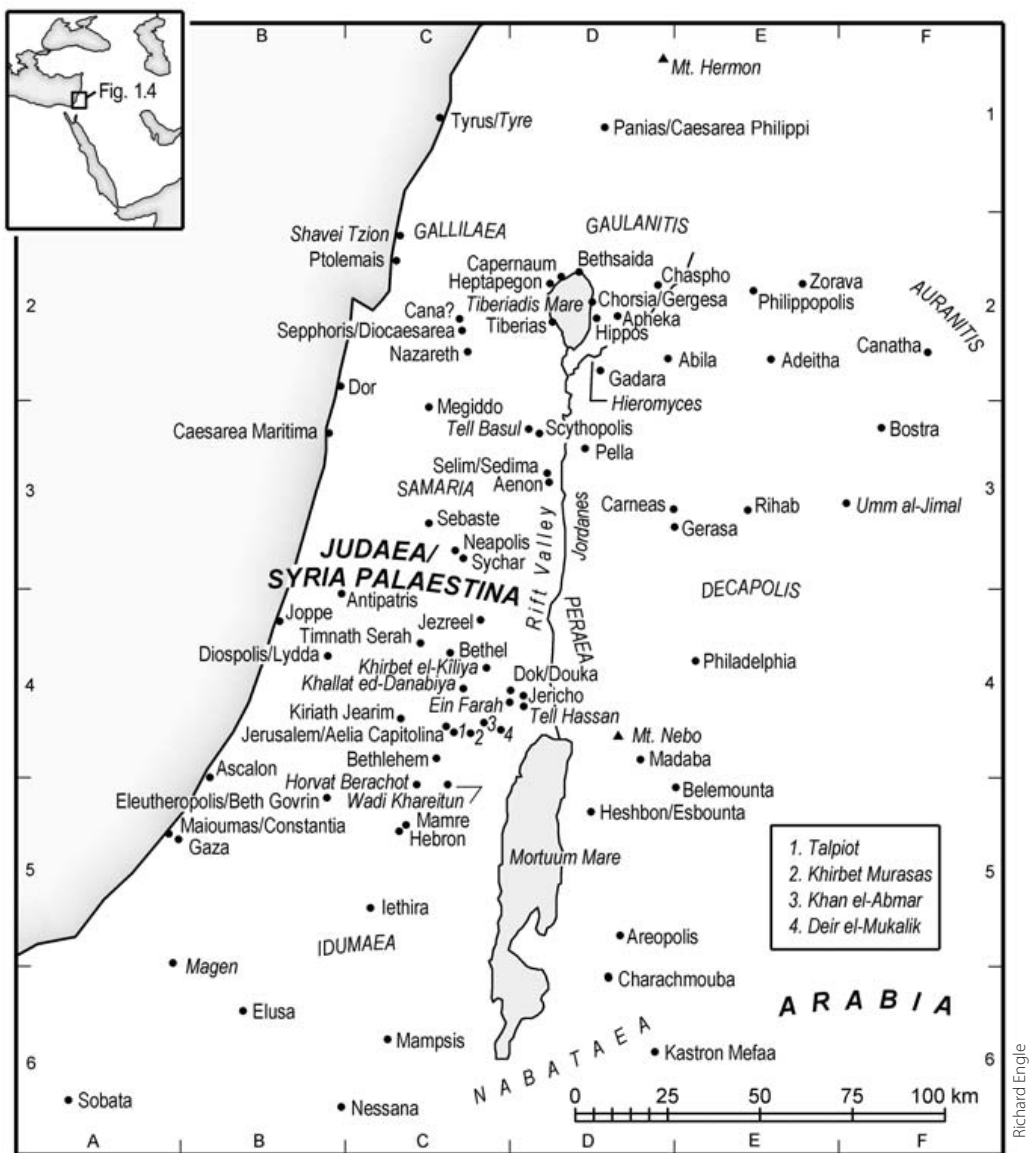 Fig. 1.4
B
C
D
E
F
Mt. Hermon
1
Tyrus/Tyre
Panias/Caesarea Philippi
1
Shavei Tzion
GALLILAEA
GAULANITIS
Ptolemais
Capernaum
Bethsaida
Heptapegon
Chaspho
Zorava
2
Cana?
Tiberiadis Mare
Chorsia/Gergesa
Philippopolis
2
AURANITIS
Sepphoris/Diocaesarea
Tiberias
Apheka
Hippos
Nazareth
Canatha
Abila
Adeitha
Gadara
Dor
Hieromyces
Megiddo
Caesarea Maritima
Tell Basul
Scythopolis
Bostra
Pella
Selim/Sedima
Aenon
3
SAMARIA
3
Carneas
Rihab
Umm al-Jimal
Sebaste
Gerasa
Rift Valley
Jorpanes
Neapolis
JUDAEA/
Sychar
SYRIA PALAESTINA
DECAPOLIS
Antipatris
Joppe
Jezreel
PERAEA
Timnath Serah
Bethel
Diospolis/Lydda
Khirbet el-Kîliya
Philadelphia
Dok/Douka
4
Khallat ed-Danabiya
Jericho
4
Ein Farah
Kiriath Jearim
Tell Hassan
Jerusalem/Aelia Capitolina
1
2
3
4
Mt. Nebo
Bethlehem
Madaba
Ascalon
Horvat Berachot
Belemounta
Eleutheropolis/Beth Govrin
Wadi Khareitun
Heshbon/Esbounta
Maioumas/Constantia
Mamre
Gaza
Hebron
1. Talpiot
2. Khirbet Murasas
3. Khan el-Abmar
4. Deir el-Mukalik
Mortuum Mare
5
5
Iethira
IDUMAEA
Areopolis
Magen
Charachmouba
Elusa
ARABIA
Mampsis
NABATAEA
Kastron Mefaa
6
6
Sobata
Nessana
0 25 50 75 100 km
A
B
C
D
E
F
Richard Engle